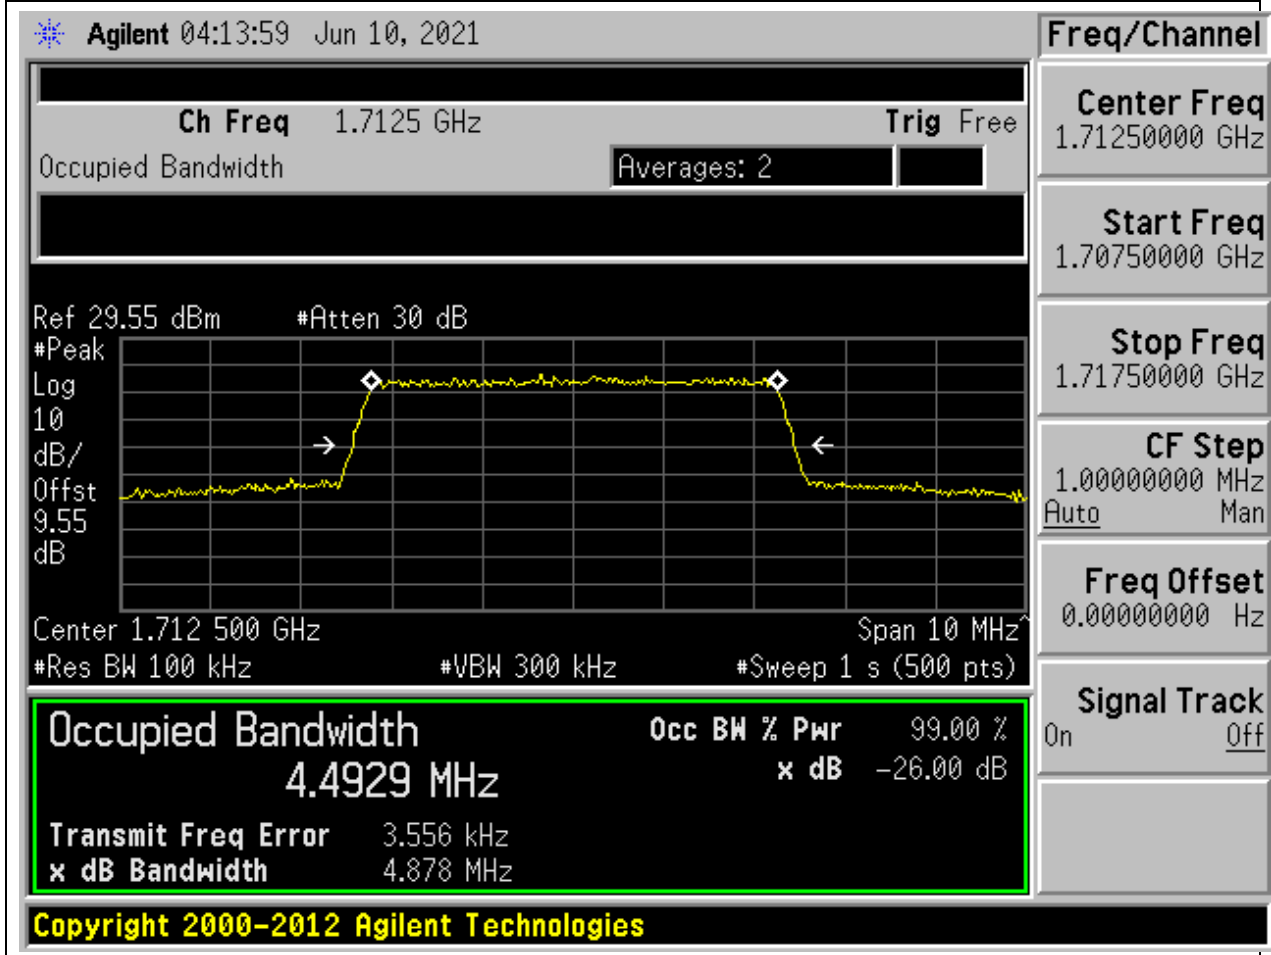 Agilent 04:13:59 Jun 10, 2021
Freq/Channel
Ch Freq 1.7125 GHz Trig Free
Occupied Bandwidth Averages: 2
Ref 29.55 dBm #Atten 30 dB
#Peak
Log
10
dB/
Offst
9.55
dB
Center 1.712 500 GHz Span 10 MHz^
#Res BW 100 kHz #VBW 300 kHz #Sweep 1 s (500 pts)
Occupied Bandwidth Occ BW % Pwr 99.00 %
4.4929 MHz x dB -26.00 dB
Transmit Freq Error 3.556 kHz
x dB Bandwidth 4.878 MHz
Center Freq
1.71250000 GHz
Start Freq
1.70750000 GHz
Stop Freq
1.71750000 GHz
CF Step
1.00000000 MHz
Auto Man
Freq Offset
0.00000000 Hz
Signal Track
On Off
Copyright 2000-2012 Agilent Technologies